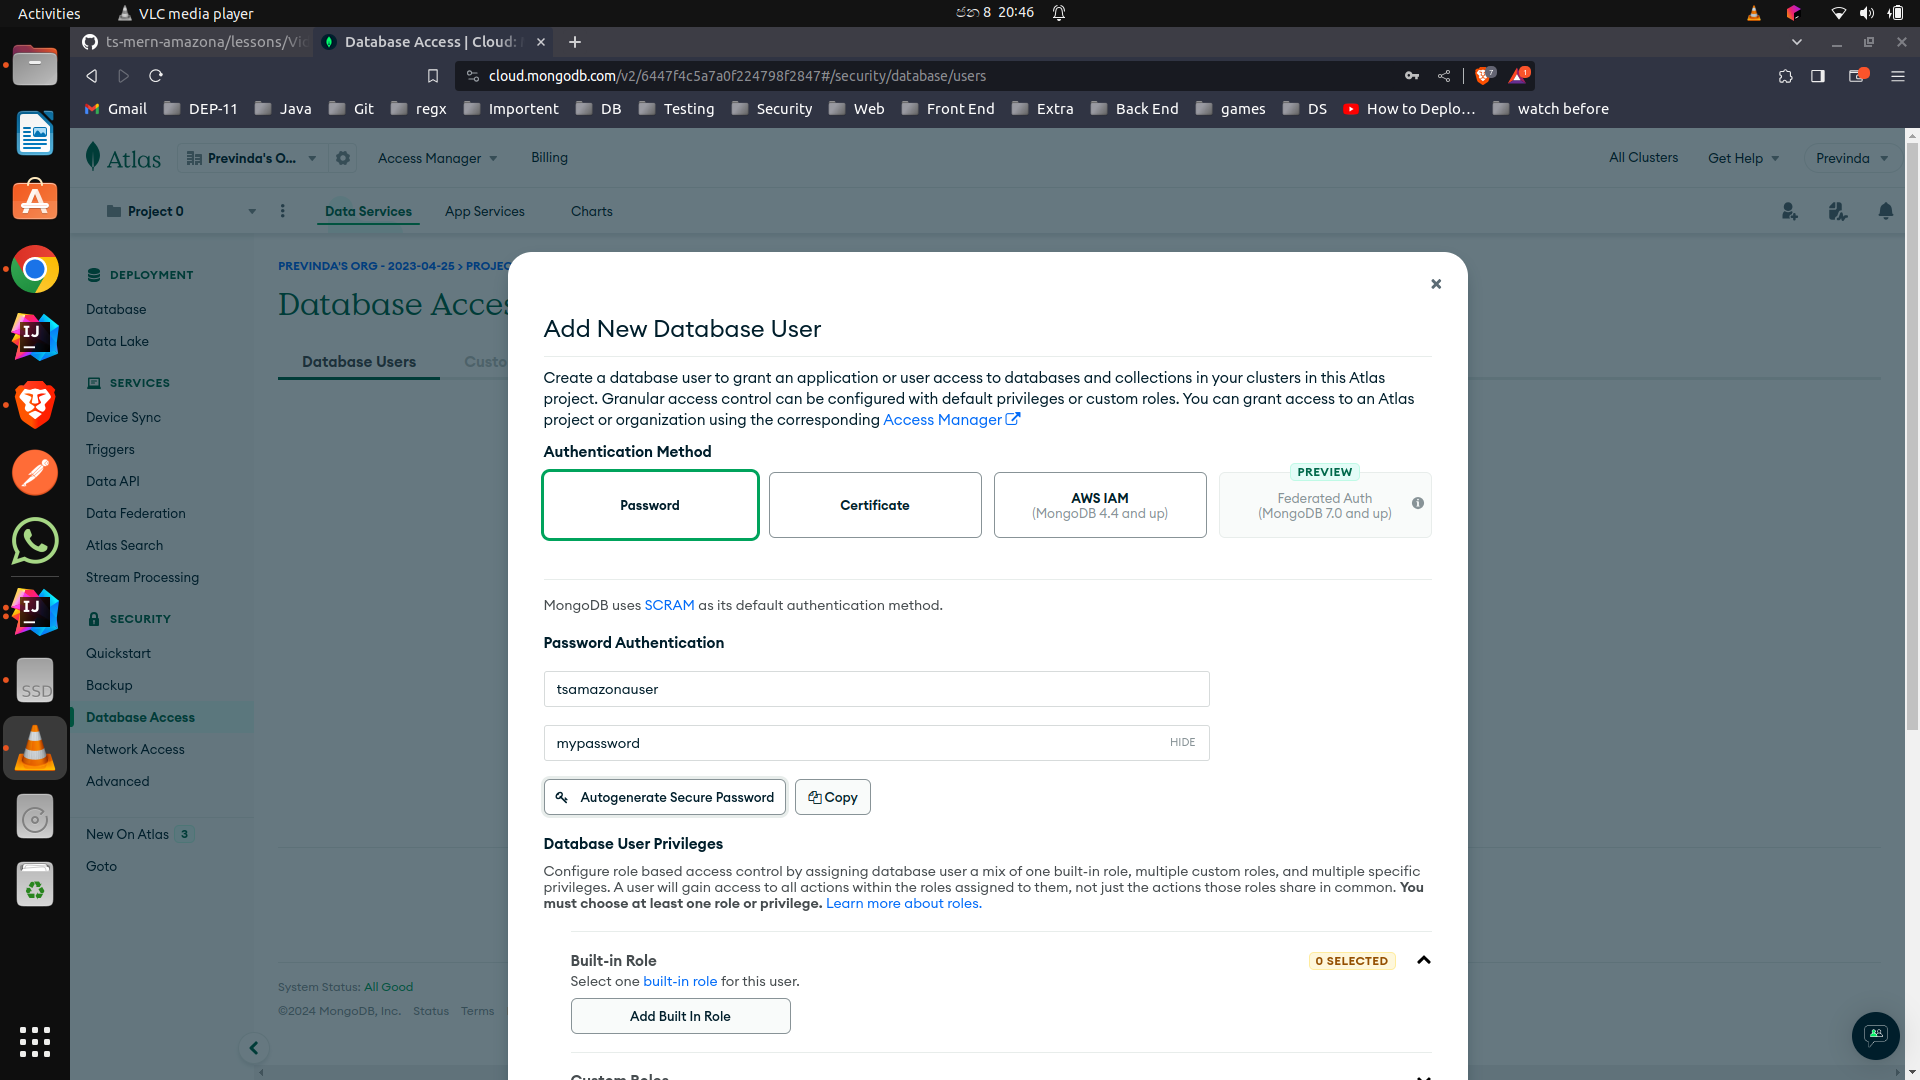 Activities
VLC media player
ජන 8 20:46
ts-mern-amazona/lessons/Vic
Database Access | Cloud:
cloud.mongodb.com/v2/6447f4c5a7a0f224798f2847#/security/database/users
7
1
Gmail
DEP-11
Java
Git
regx
Importent
DB
Testing
Security
Web
Front End
Extra
Back End
games
DS
How to Deplo...
watch before
Atlas
Previnda's O...
Access Manager
Billing
All Clusters
Get Help
Previnda
Project 0
Data Services
App Services
Charts
DEPLOYMENT
Database
Data Lake
SERVICES
Device Sync
Triggers
Data API
Data Federation
Atlas Search
Stream Processing
SECURITY
Quickstart
Backup
Database Access
Network Access
Advanced
New On Atlas 3
Goto
PREVINDA'S ORG - 2023-04-25 > PROJEC
Database Acces
Database Users
Custo
System Status: All Good
©2024 MongoDB, Inc. Status Terms
IJ
IJ
SSD
Add New Database User
Create a database user to grant an application or user access to databases and collections in your clusters in this Atlas
project. Granular access control can be configured with default privileges or custom roles. You can grant access to an Atlas
project or organization using the corresponding Access Manager
Authentication Method
Password
Certificate
AWS IAM
(MongoDB 4.4 and up)
PREVIEW
Federated Auth
(MongoDB 7.0 and up)
MongoDB uses SCRAM as its default authentication method.
Password Authentication
tsamazonauser
mypassword
HIDE
Autogenerate Secure Password
Copy
Database User Privileges
Configure role based access control by assigning database user a mix of one built-in role, multiple custom roles, and multiple specific
privileges. A user will gain access to all actions within the roles assigned to them, not just the actions those roles share in common. You
must choose at least one role or privilege. Learn more about roles.
Built-in Role
0 SELECTED
Select one built-in role for this user.
Add Built In Role
Custom Roles